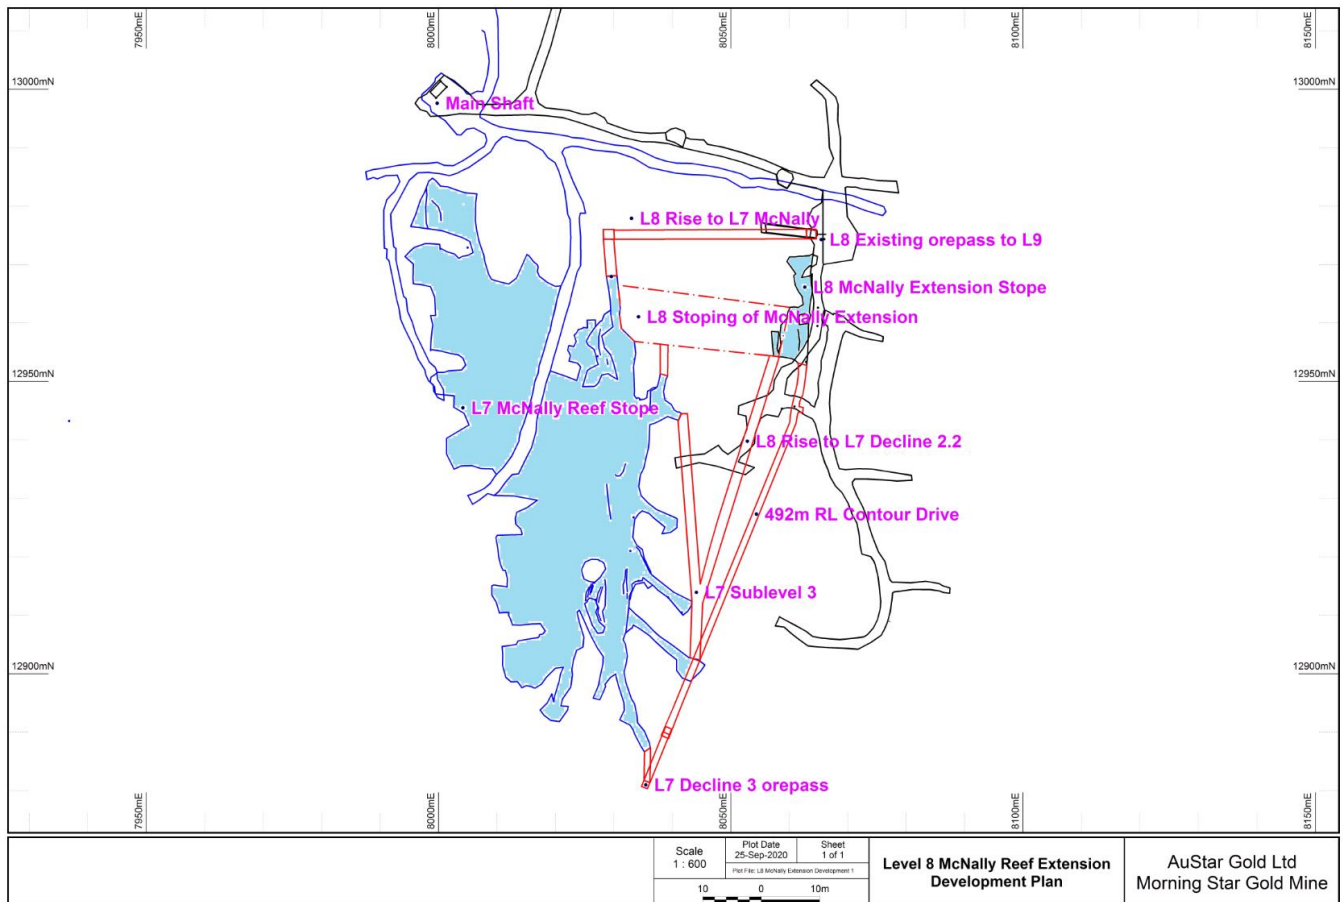 7950mE
8000mE
8050mE
8100mE
8150mE
13000mN
13000mN
Main Shaft
L8 Rise to L7 McNally
L8 Existing orepass to L9
L8 McNally Extension Stope
L8 Stoping of McNally Extension
12950mN
12950mN
L7 McNally Reef Stope
L8 Rise to L7 Decline 2.2
492m RL Contour Drive
L7 Sublevel 3
12900mN
12900mN
L7 Decline 3 orepass
7950mE
8000mE
8050mE
8100mE
8150mE
Scale
1 : 600
Plot Date
25-Sep-2020
Sheet
1 of 1
Plot File: L8 McNally Extension Development 1
10 0 10m
Level 8 McNally Reef Extension
Development Plan
AuStar Gold Ltd
Morning Star Gold Mine